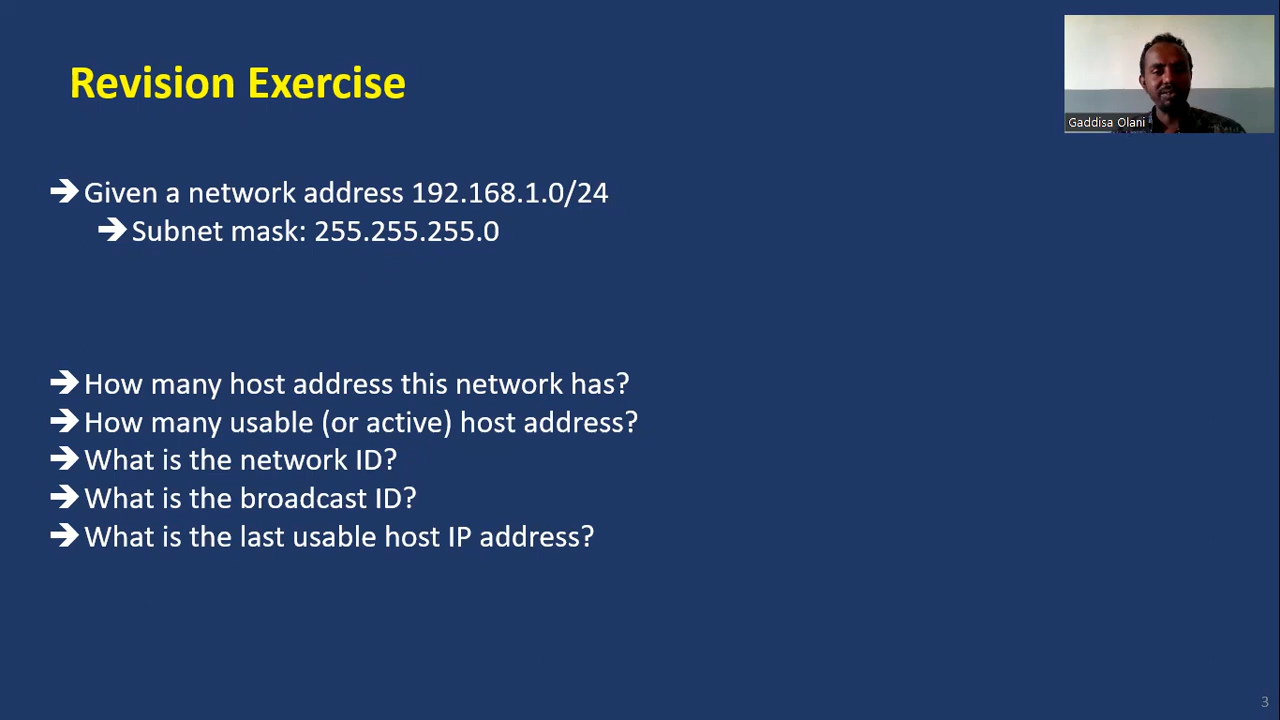 Revision Exercise
Gaddisa Olani
Given a network address 192.168.1.0/24
Subnet mask: 255.255.255.0
How many host address this network has?
How many usable (or active) host address?
What is the network ID?
What is the broadcast ID?
What is the last usable host IP address?
3